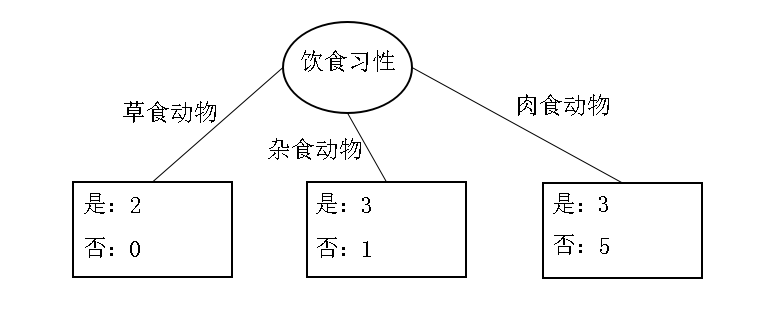 饮食习性
草食动物
杂食动物
肉食动物
是：2
否：0
是：3
否：1
是：3
否：5